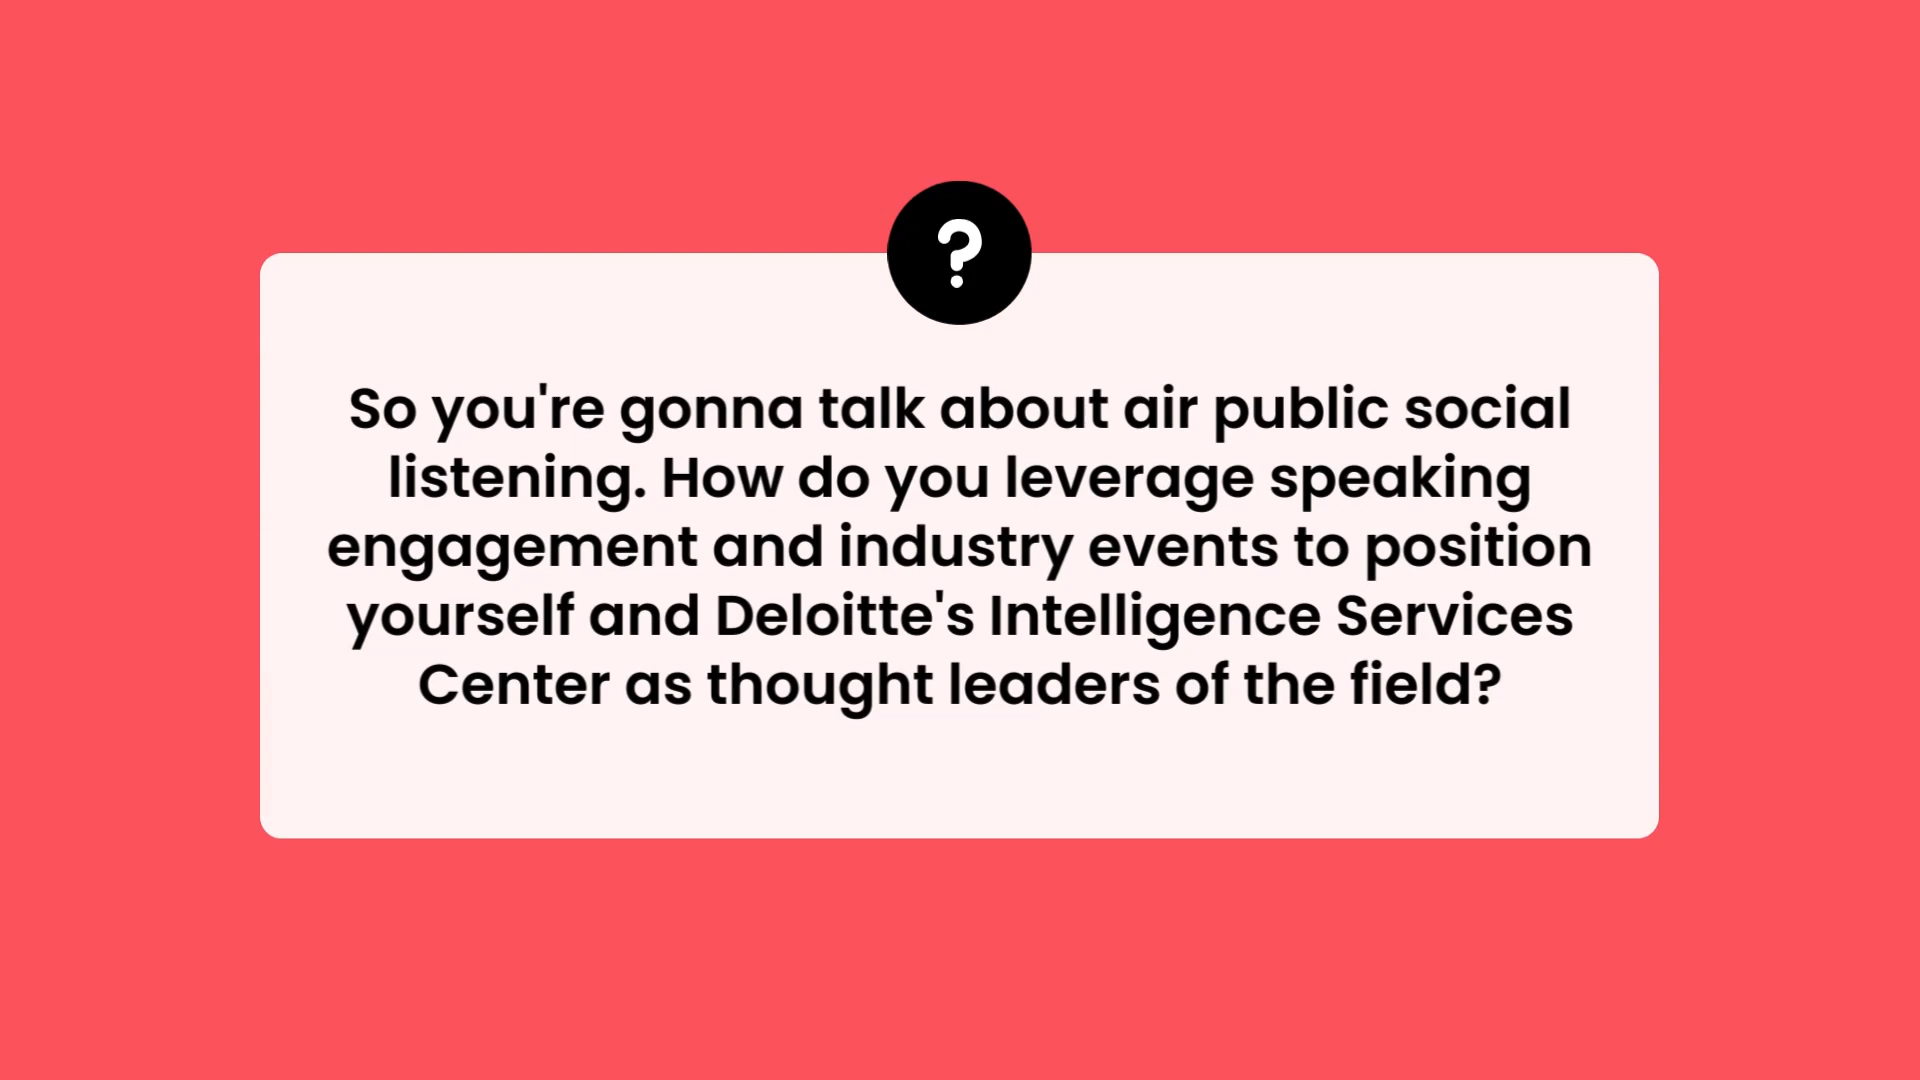 ?
So you're gonna talk about air public social
listening. How do you leverage speaking
engagement and industry events to position
yourself and Deloitte's Intelligence Services
Center as thought leaders of the field?